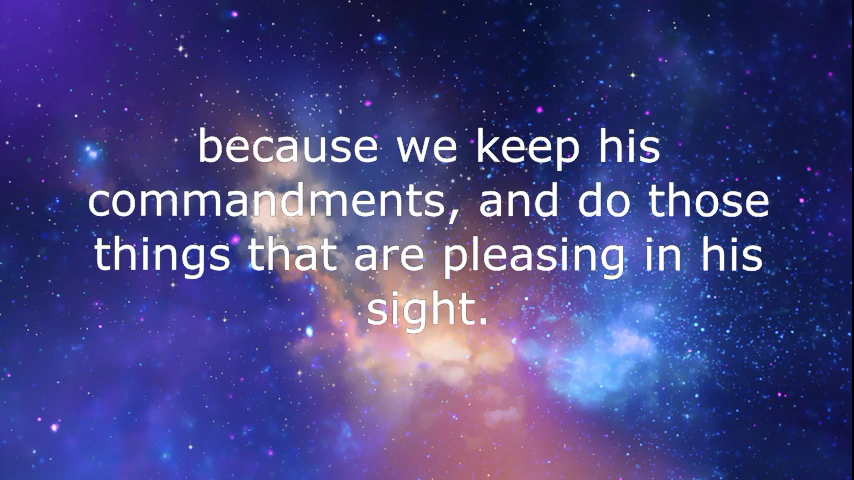 because we keep his
commandments, and do those
things that are pleasing in his
sight.